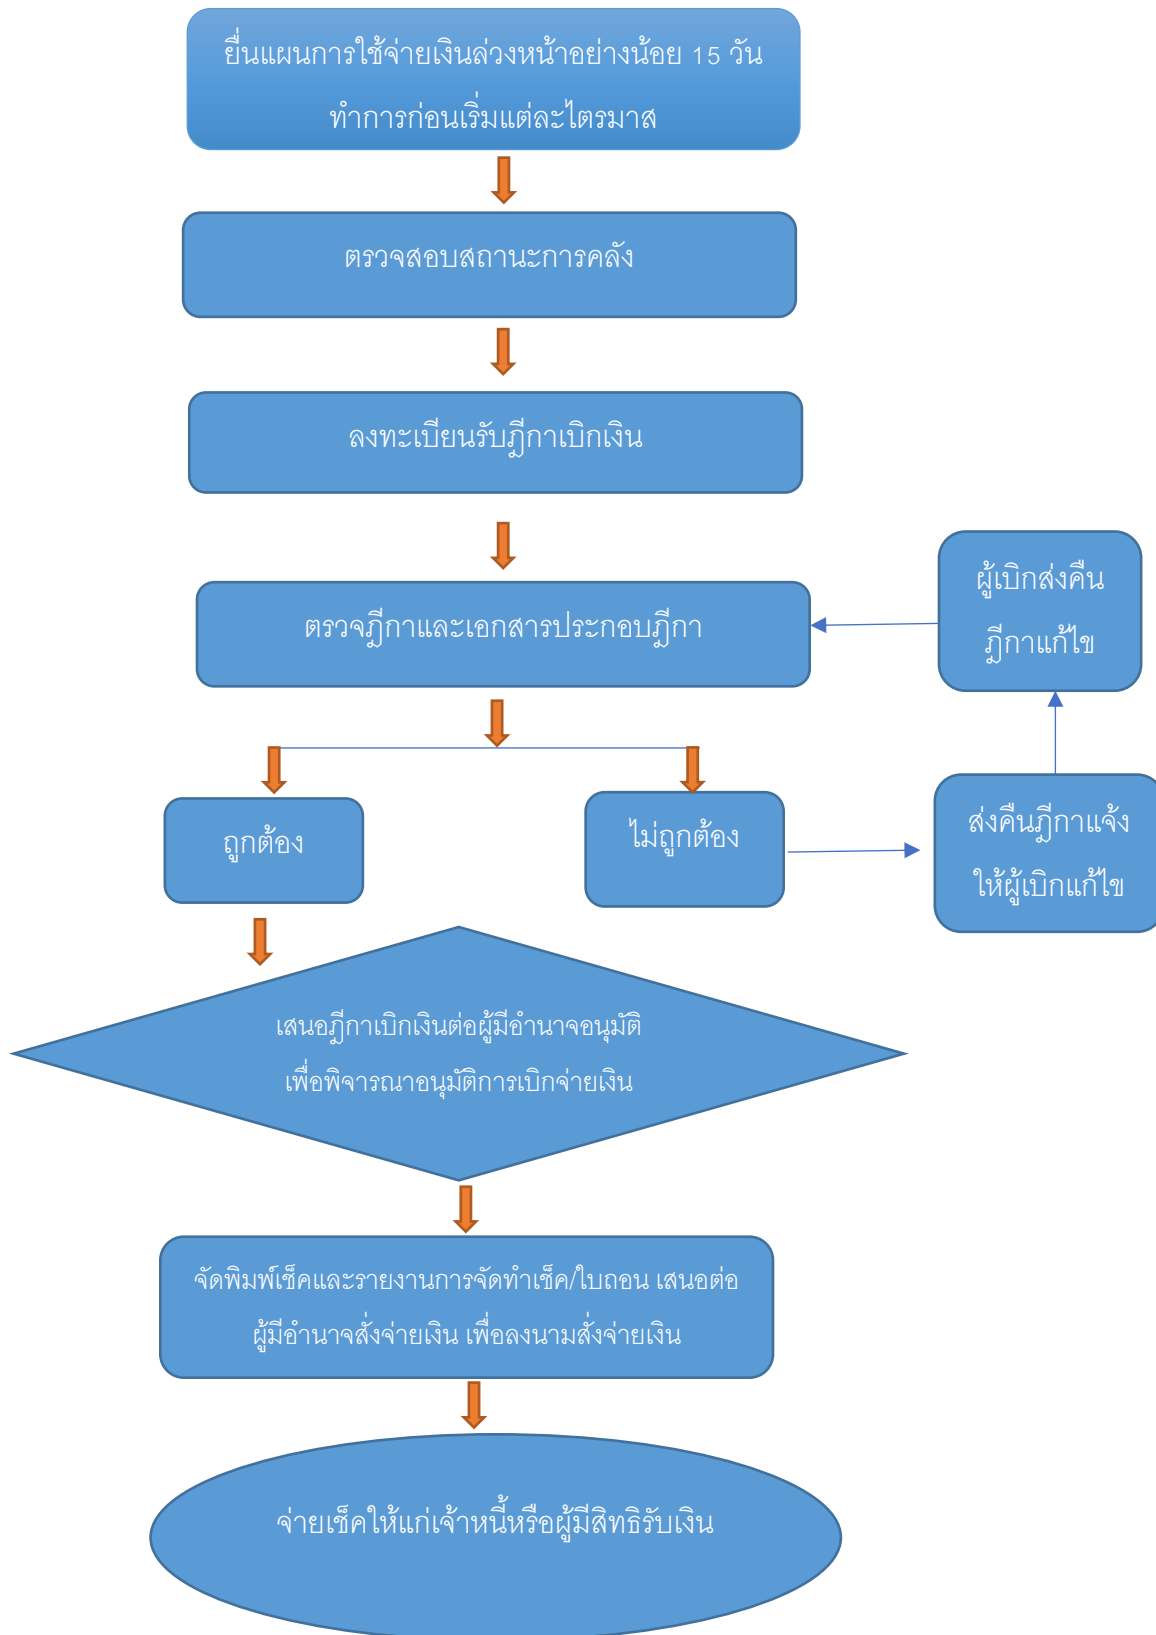 ยื่นแผนการใช้จ่ายเงินล่วงหน้าอย่างน้อย 15 วัน
ทำการก่อนเริ่มแต่ละไตรมาส
ตรวจสอบสถานะการคลัง
ลงทะเบียนรับฎีกาเบิกเงิน
ตรวจฎีกาและเอกสารประกอบฎีกา
ผู้เบิกส่งคืน
ฎีกาแก้ไข
ถูกต้อง
ไม่ถูกต้อง
ส่งคืนฎีกาแจ้ง
ให้ผู้เบิกแก้ไข
เสนอฎีกาเบิกเงินต่อผู้มีอำนาจอนุมัติ
เพื่อพิจารณาอนุมัติการเบิกจ่ายเงิน
จัดพิมพ์เช็คและรายงานการจัดทำเช็ค/ใบถอน เสนอต่อ
ผู้มีอำนาจสั่งจ่ายเงิน เพื่อลงนามสั่งจ่ายเงิน
จ่ายเช็คให้แก่เจ้าหนี้หรือผู้มีสิทธิรับเงิน